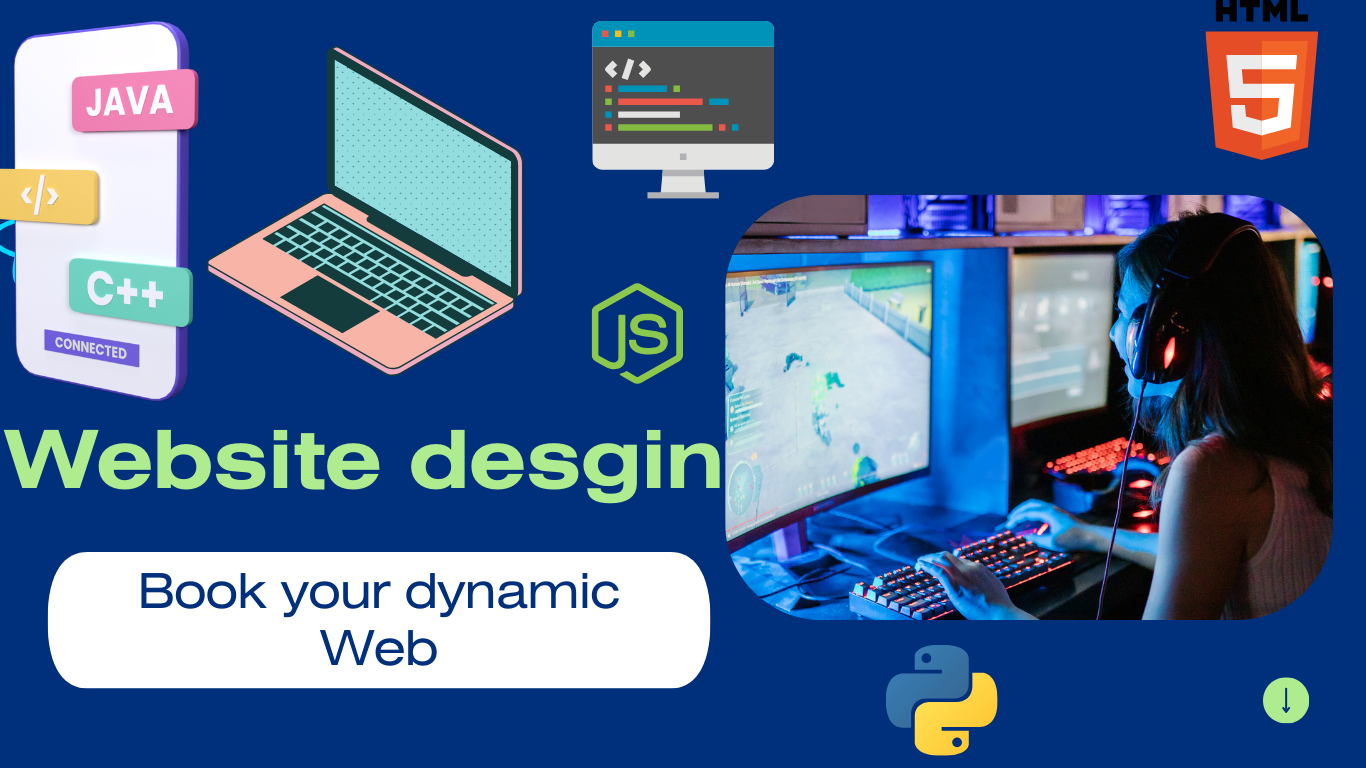 HTML
JAVA
</>
</>
C++
CONNECTED
JS
Website desgin
Book your dynamic
Web